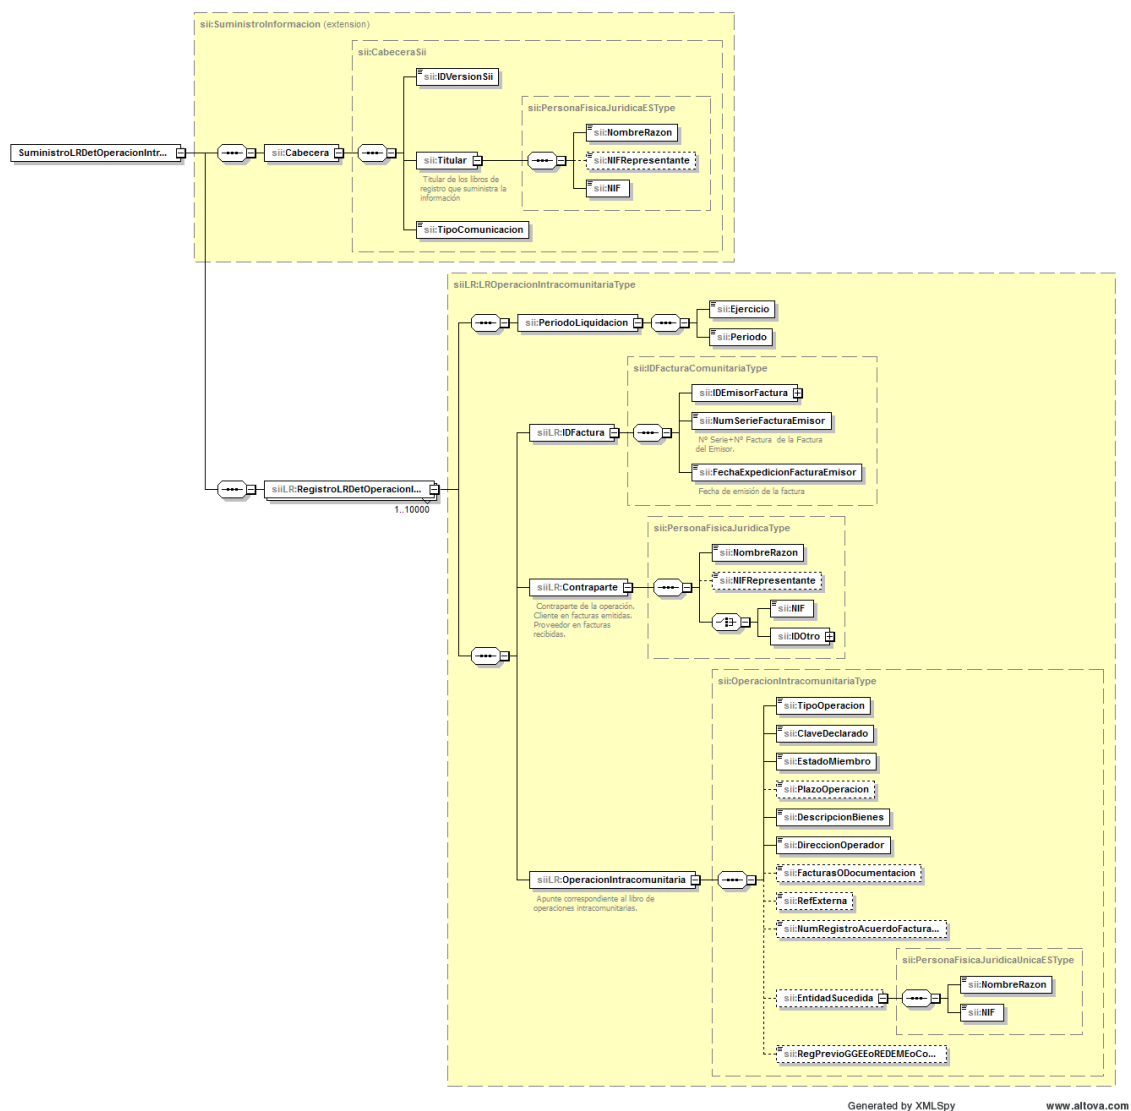 sii:SuministroInformacion (extension)
sii:CabeceraSii
sii:IDVersionSii
sii:PersonaFisicaJuridicaESType
sii:NombreRazon
SuministroLRDetOperacionIntr...
sii:Cabecera
sii:Titular
sii:NIFRepresentante
Titular de los libros de
registro que suministra la
información
sii:NIF
sii:TipoComunicacion
siiLR:LROperacionIntracomunitariaType
sii:PeriodoLiquidacion
sii:Ejercicio
sii:Periodo
sii:IDFacturaComunitariaType
sii:IDEmisorFactura
siiLR:IDFactura
sii:NumSerieFacturaEmisor
Nº Serie+Nº Factura de la Factura
del Emisor.
sii:FechaExpedicionFacturaEmisor
Fecha de emisión de la factura
siiLR:RegistroLRDetOperacionI...
1..10000
sii:PersonaFisicaJuridicaType
sii:NombreRazon
siiLR:Contraparte
sii:NIFRepresentante
Contraparte de la operación.
Cliente en facturas emitidas.
Proveedor en facturas
recibidas.
sii:NIF
sii:IDOtro
sii:OperacionIntracomunitariaType
sii:TipoOperacion
sii:ClaveDeclarado
sii:EstadoMiembro
sii:PlazoOperacion
sii:DescripcionBienes
sii:DireccionOperador
sii:FacturasODocumentacion
siiLR:OperacionIntracomunitaria
Apunte correspondiente al libro de
operaciones intracomunitarias.
sii:RefExterna
sii:NumRegistroAcuerdoFactura...
sii:PersonaFisicaJuridicaUnicaESType
sii:NombreRazon
sii:EntidadSucedida
sii:NIF
sii:RegPrevioGGEEoREDEMEoCo...
Generated by XMLSpy
www.altova.com